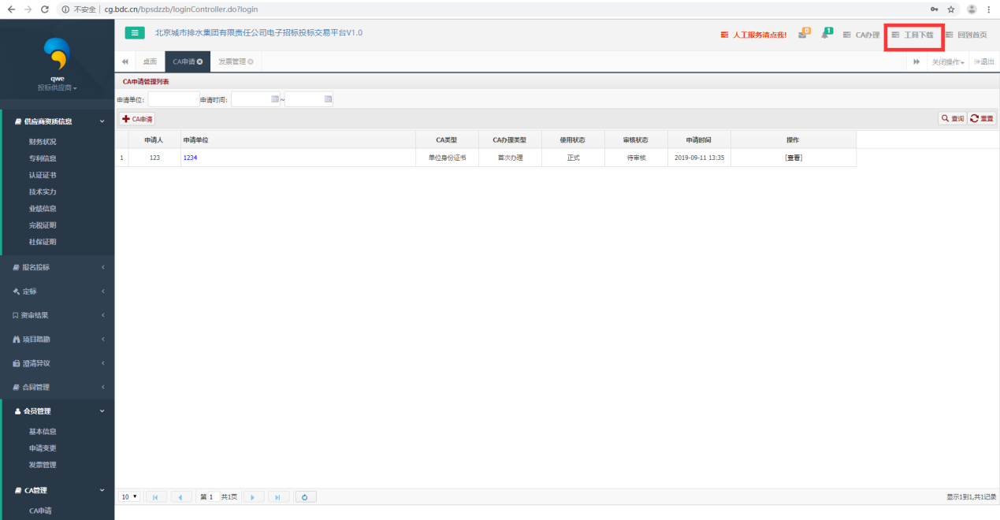 不安全 cg.bdc.cn/bpsdzzb/loginController.do?login
北京城市排水集团有限责任公司电子招标投标交易平台V1.0
人工服务请点我! 0 1 CA办理 工具下载 回到首页
桌面 CA申请 发票管理 关闭操作 退出
qwe
投标供应商
供应商资质信息
财务状况
专利信息
认证证书
技术实力
业绩信息
完税证明
社保证明
报名投标
定标
资审结果
项目踏勘
澄清异议
合同管理
会员管理
基本信息
申请变更
发票管理
CA管理
CA申请
CA申请管理列表
申请单位: 申请时间: ~
CA申请 查询 重置
申请人 申请单位 CA类型 CA办理类型 使用状态 审核状态 申请时间 操作
1 123 1234 单位身份证书 首次办理 正式 待审核 2019-09-11 13:35 [查看]
10 第 1 共1页 显示1到1,共1记录